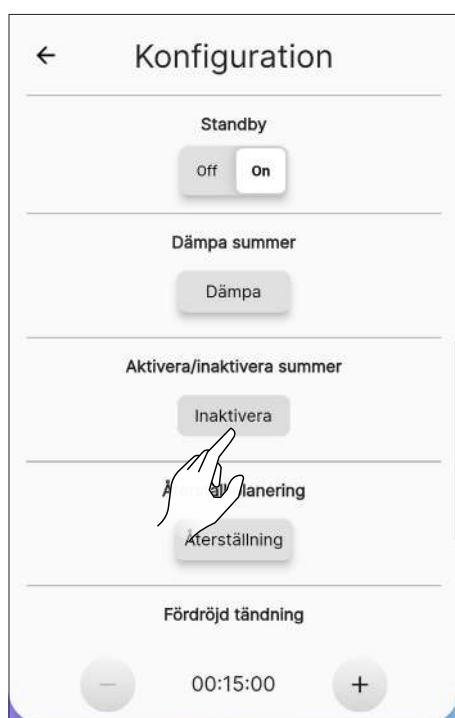 Konfiguration
Standby
Off On
Dämpa summer
Dämpa
Aktivera/inaktivera summer
Inaktivera
Återställning
Fördröjd tändning
− 00:15:00 +